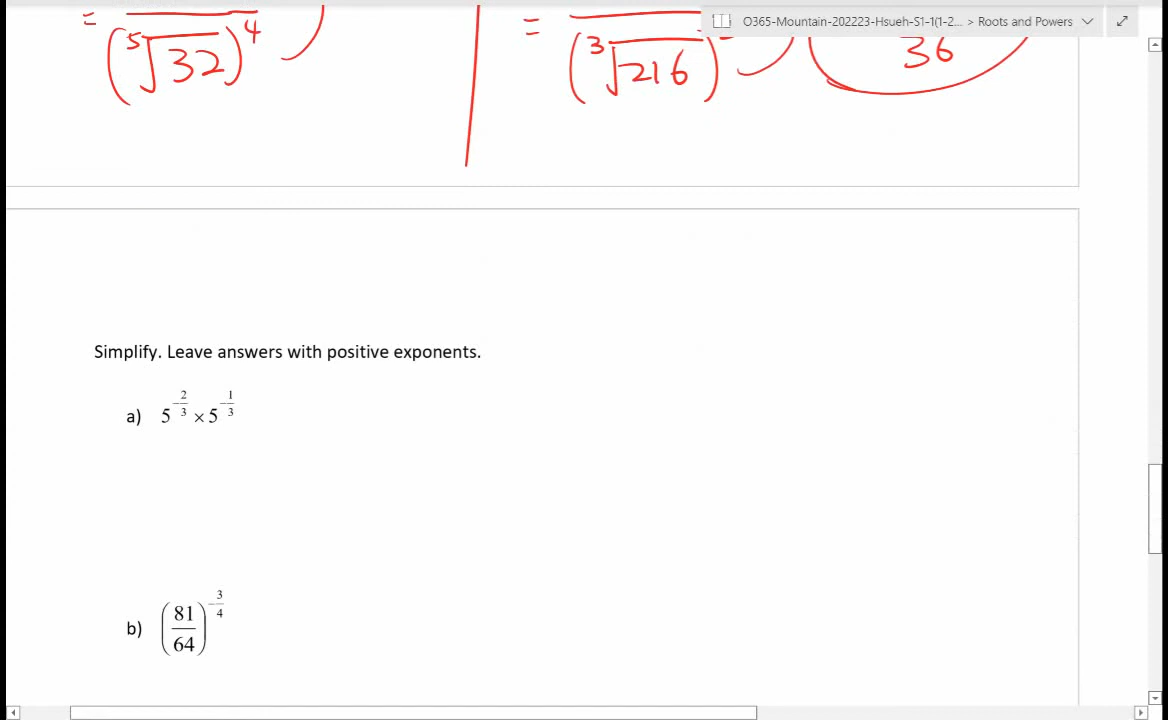 O365-Mountain-202223-Hsueh-S1-1(1-2... > Roots and Powers
= (⁵√32)⁴
= (³√216)
36
Simplify. Leave answers with positive exponents.
a) 5^(-2/3) × 5^(-1/3)
b) (81/64)^(-3/4)